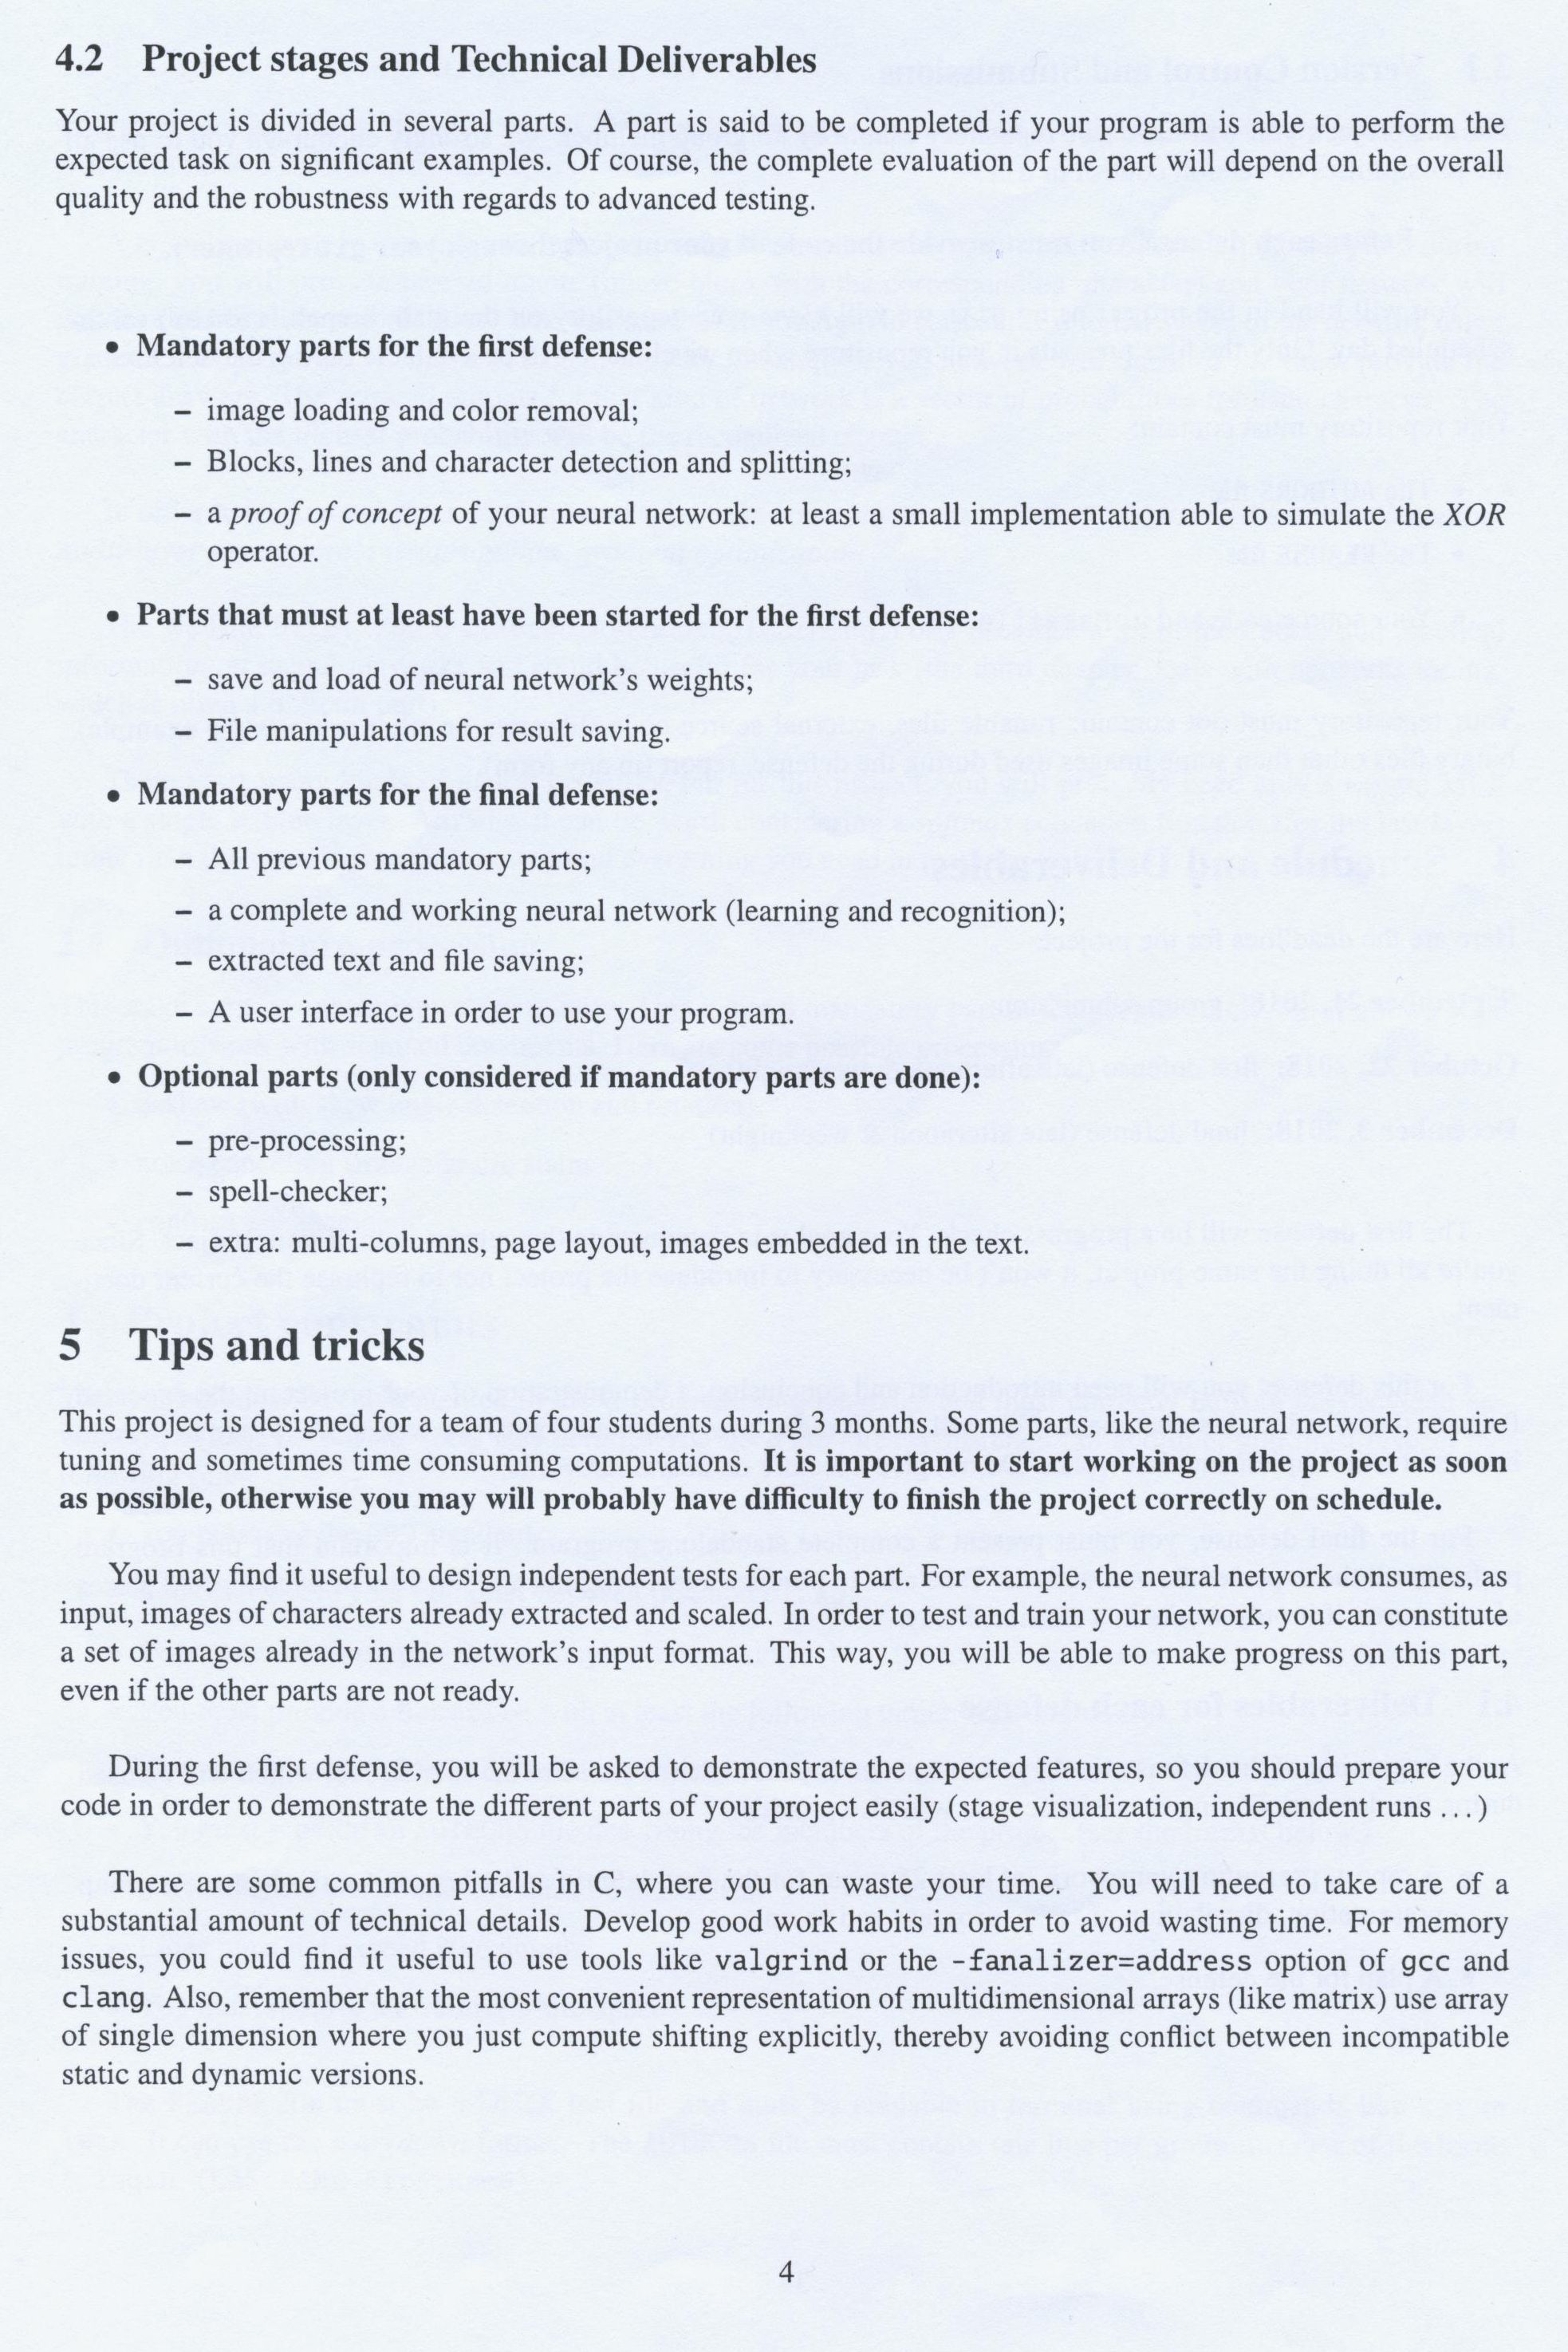 4.2 Project stages and Technical Deliverables
Your project is divided in several parts. A part is said to be completed if your program is able to perform the
expected task on significant examples. Of course, the complete evaluation of the part will depend on the overall
quality and the robustness with regards to advanced testing.
• Mandatory parts for the first defense:
– image loading and color removal;
– Blocks, lines and character detection and splitting;
– a proof of concept of your neural network: at least a small implementation able to simulate the XOR
operator.
• Parts that must at least have been started for the first defense:
– save and load of neural network's weights;
– File manipulations for result saving.
• Mandatory parts for the final defense:
– All previous mandatory parts;
– a complete and working neural network (learning and recognition);
– extracted text and file saving;
– A user interface in order to use your program.
• Optional parts (only considered if mandatory parts are done):
– pre-processing;
– spell-checker;
– extra: multi-columns, page layout, images embedded in the text.
5 Tips and tricks
This project is designed for a team of four students during 3 months. Some parts, like the neural network, require
tuning and sometimes time consuming computations. It is important to start working on the project as soon
as possible, otherwise you may will probably have difficulty to finish the project correctly on schedule.
You may find it useful to design independent tests for each part. For example, the neural network consumes, as
input, images of characters already extracted and scaled. In order to test and train your network, you can constitute
a set of images already in the network's input format. This way, you will be able to make progress on this part,
even if the other parts are not ready.
During the first defense, you will be asked to demonstrate the expected features, so you should prepare your
code in order to demonstrate the different parts of your project easily (stage visualization, independent runs ...)
There are some common pitfalls in C, where you can waste your time. You will need to take care of a
substantial amount of technical details. Develop good work habits in order to avoid wasting time. For memory
issues, you could find it useful to use tools like valgrind or the -fanalizer=address option of gcc and
clang. Also, remember that the most convenient representation of multidimensional arrays (like matrix) use array
of single dimension where you just compute shifting explicitly, thereby avoiding conflict between incompatible
static and dynamic versions.
4